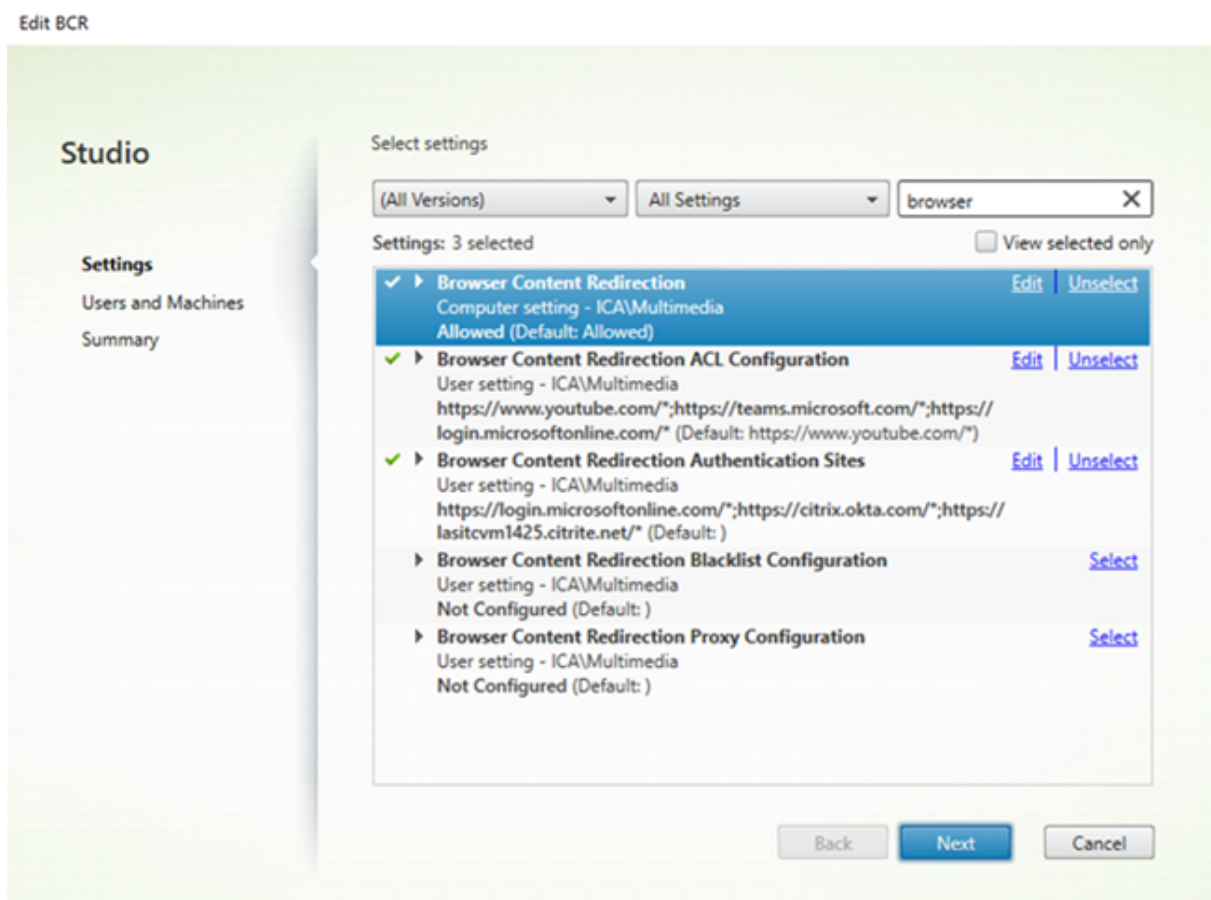 Edit BCR
Studio
Settings
Users and Machines
Summary
Select settings
(All Versions) All Settings browser
Settings: 3 selected View selected only
Browser Content Redirection Edit | Unselect
Computer setting - ICA\Multimedia
Allowed (Default: Allowed)
Browser Content Redirection ACL Configuration Edit | Unselect
User setting - ICA\Multimedia
https://www.youtube.com/*;https://teams.microsoft.com/*;https://
login.microsoftonline.com/* (Default: https://www.youtube.com/*)
Browser Content Redirection Authentication Sites Edit | Unselect
User setting - ICA\Multimedia
https://login.microsoftonline.com/*;https://citrix.okta.com/*;https://
lasitcvm1425.citrite.net/* (Default: )
Browser Content Redirection Blacklist Configuration Select
User setting - ICA\Multimedia
Not Configured (Default: )
Browser Content Redirection Proxy Configuration Select
User setting - ICA\Multimedia
Not Configured (Default: )
Back Next Cancel